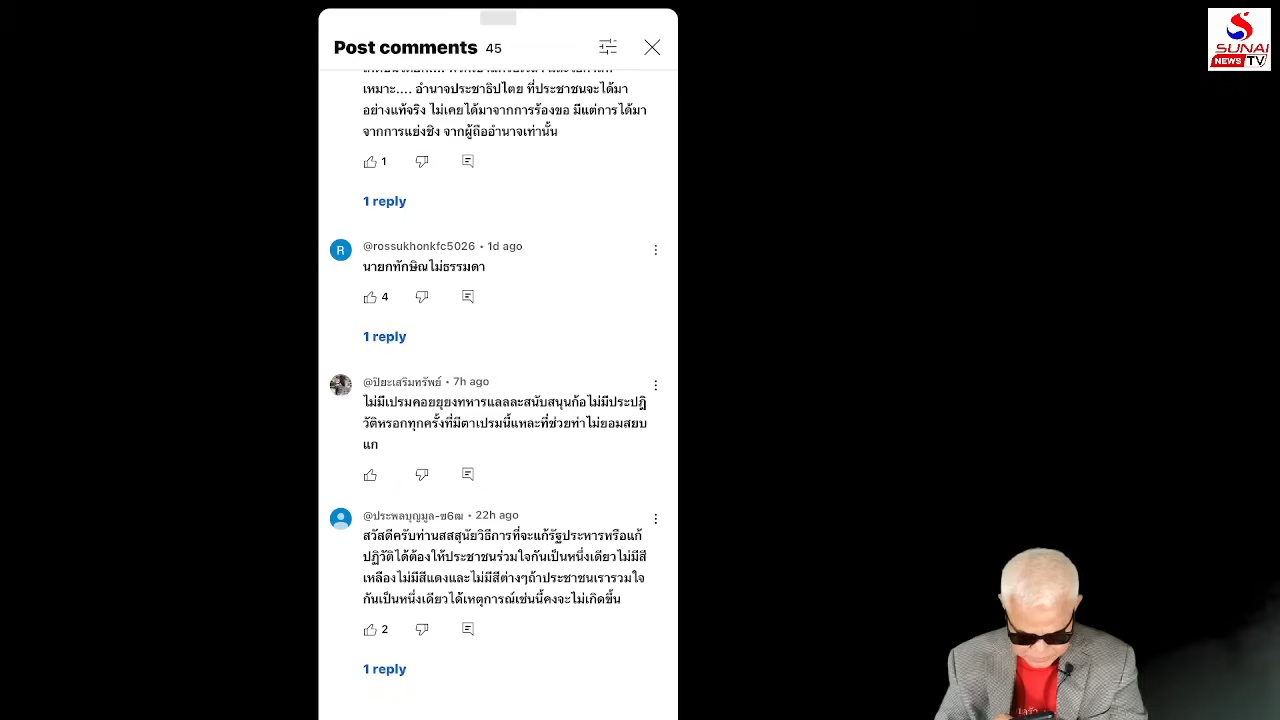 SUNAI
NEWS TV
Post comments 45
เหมาะ.... อำนาจประชาธิปไตย ที่ประชาชนจะได้มา
อย่างแท้จริง ไม่เคยได้มาจากการร้องขอ มีแต่การได้มา
จากการแย่งชิง จากผู้ถืออำนาจเท่านั้น
1
1 reply
R
@rossukhonkfc5026 • 1d ago
นายกทักษิณไม่ธรรมดา
4
1 reply
@ปิยะเสริมทรัพย์ • 7h ago
ไม่มีเปรมคอยยุยงทหารแลลละสนับสนุนก้อไม่มีประปฎิ
วัติหรอกทุกครั้งที่มีตาเปรมนี้แหละที่ช่วยท่าไม่ยอมสยบ
แก
@ประพลบุญมูล-ข6ฒ • 22h ago
สวัสดีครับท่านสสสุนัยวิธีการที่จะแก้รัฐประหารหรือแก้
ปฏิวัติได้ต้องให้ประชาชนร่วมใจกันเป็นหนึ่งเดียวไม่มีสี
เหลืองไม่มีสีแดงและไม่มีสีต่างๆถ้าประชาชนเรารวมใจ
กันเป็นหนึ่งเดียวได้เหตุการณ์เช่นนี้คงจะไม่เกิดขึ้น
2
1 reply